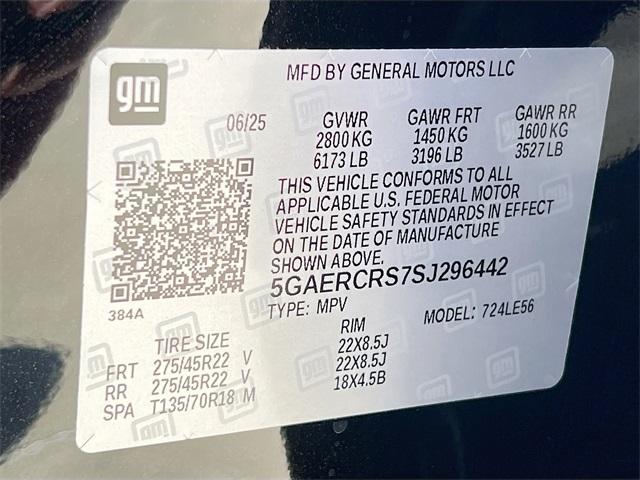 gm
MFD BY GENERAL MOTORS LLC
06/25
GVWR GAWR FRT GAWR RR
2800 KG 1450 KG 1600 KG
6173 LB 3196 LB 3527 LB
THIS VEHICLE CONFORMS TO ALL
APPLICABLE U.S. FEDERAL MOTOR
VEHICLE SAFETY STANDARDS IN EFFECT
ON THE DATE OF MANUFACTURE
SHOWN ABOVE.
5GAERCRS7SJ296442
384A
TYPE: MPV MODEL: 724LE56
TIRE SIZE RIM
FRT 275/45R22 V 22X8.5J
RR 275/45R22 V 22X8.5J
SPA T135/70R18 M 18X4.5B